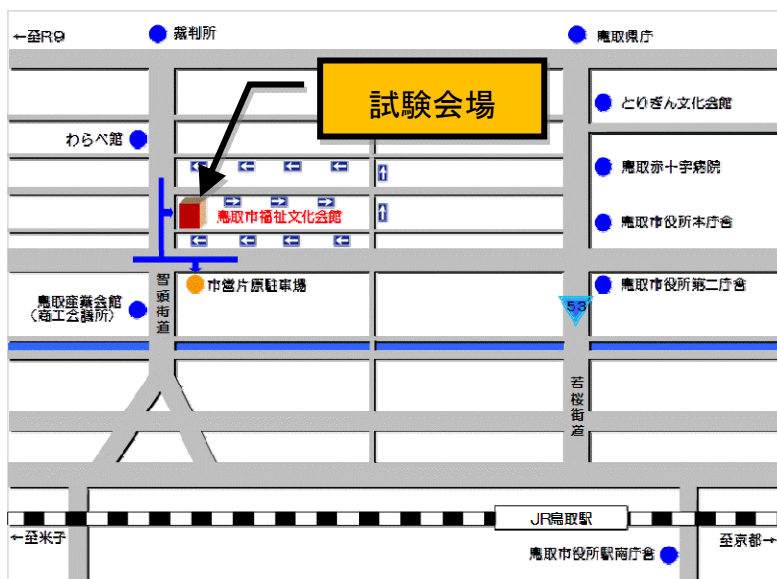 ←至R9
裁判所
鳥取県庁
試験会場
とりぎん文化会館
わらべ館
鳥取赤十字病院
鳥取市福祉文化会館
鳥取市役所本庁舎
市営片原駐車場
鳥取市役所第二庁舎
智頭街道
鳥取産業会館
（商工会議所）
53
若桜街道
JR鳥取駅
←至米子
至京都→
鳥取市役所駅南庁舎